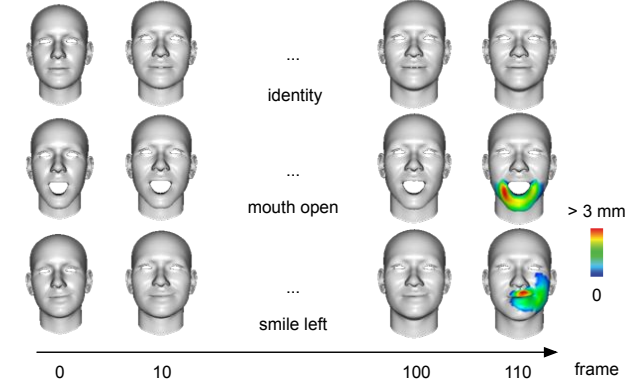 ...
identity
...
mouth open
> 3 mm
0
...
smile left
0 10 100 110 frame